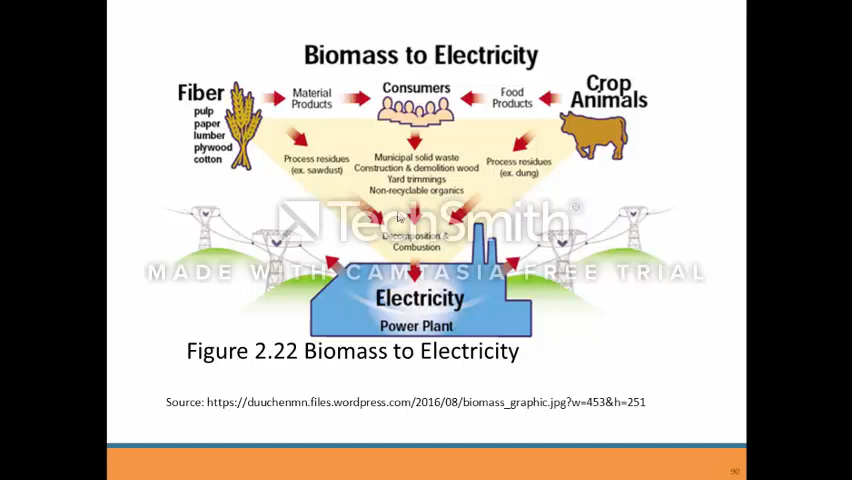 Biomass to Electricity
Fiber
pulp
paper
lumber
plywood
cotton
Material
Products
Consumers
Food
Products
Crop
Animals
Process residues
(ex. sawdust)
Municipal solid waste
Construction & demolition wood
Yard trimmings
Non-recyclable organics
Process residues
(ex. dung)
TechSmith
Decomposition &
Combustion
MADE WITH CAMTASIA FREE TRIAL
Electricity
Power Plant
Figure 2.22 Biomass to Electricity
Source: https://duuchenmn.files.wordpress.com/2016/08/biomass_graphic.jpg?w=453&h=251
90